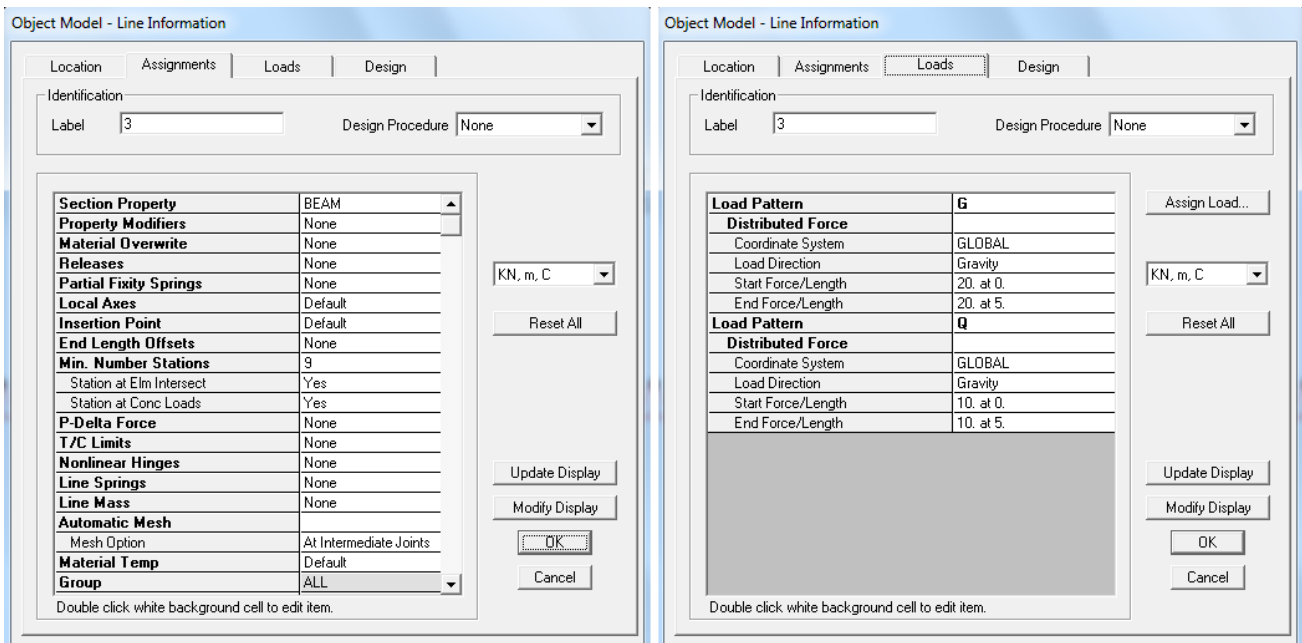 Object Model - Line Information
Location Assignments Loads Design
Identification
Label 3 Design Procedure None
Section Property BEAM
Property Modifiers None
Material Overwrite None
Releases None
Partial Fixity Springs None
Local Axes Default
Insertion Point Default
End Length Offsets None
Min. Number Stations 9
Station at Elm Intersect Yes
Station at Conc Loads Yes
P-Delta Force None
T/C Limits None
Nonlinear Hinges None
Line Springs None
Line Mass None
Automatic Mesh
Mesh Option At Intermediate Joints
Material Temp Default
Group ALL
Double click white background cell to edit item.
KN, m, C
Reset All
Update Display
Modify Display
OK
Cancel
Object Model - Line Information
Location Assignments Loads Design
Identification
Label 3 Design Procedure None
Load Pattern G
Distributed Force
Coordinate System GLOBAL
Load Direction Gravity
Start Force/Length 20. at 0.
End Force/Length 20. at 5.
Load Pattern Q
Distributed Force
Coordinate System GLOBAL
Load Direction Gravity
Start Force/Length 10. at 0.
End Force/Length 10. at 5.
Double click white background cell to edit item.
Assign Load...
KN, m, C
Reset All
Update Display
Modify Display
OK
Cancel